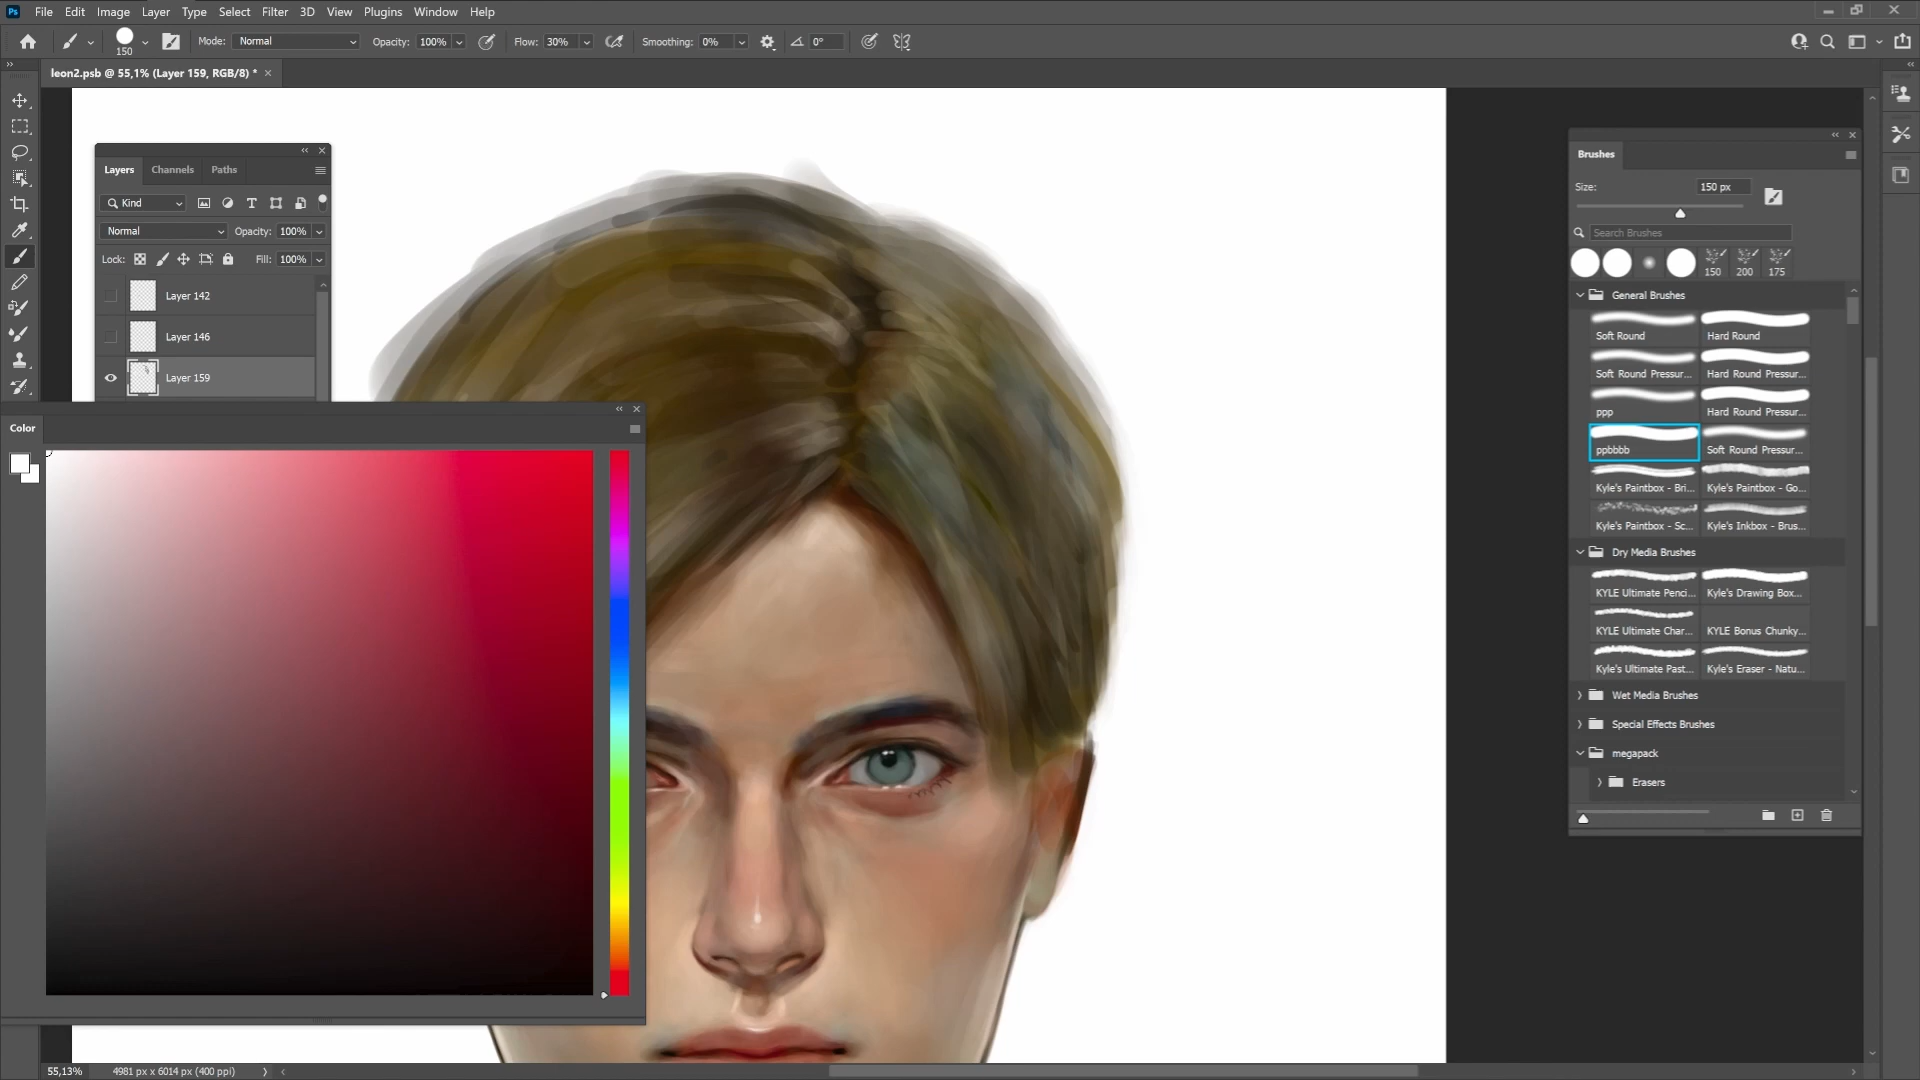 Ps File Edit Image Layer Type Select Filter 3D View Plugins Window Help
150 Mode: Normal Opacity: 100% Flow: 30% Smoothing: 0% 0°
leon2.psb @ 55,1% (Layer 159, RGB/8) *
Layers Channels Paths
Kind
Normal Opacity: 100%
Lock: Fill: 100%
Layer 142
Layer 146
Layer 159
Color
Brushes
Size: 150 px
Search Brushes
150 200 175
General Brushes
Soft Round Hard Round
Soft Round Pressur... Hard Round Pressur...
ppp Hard Round Pressur...
ppbbbb Soft Round Pressur...
Kyle's Paintbox - Bri... Kyle's Paintbox - Go...
Kyle's Paintbox - Sc... Kyle's Inkbox - Brus...
Dry Media Brushes
KYLE Ultimate Penci... Kyle's Drawing Box...
KYLE Ultimate Char... KYLE Bonus Chunky...
Kyle's Ultimate Past... Kyle's Eraser - Natu...
Wet Media Brushes
Special Effects Brushes
megapack
Erasers
55,13% 4981 px x 6014 px (400 ppi)